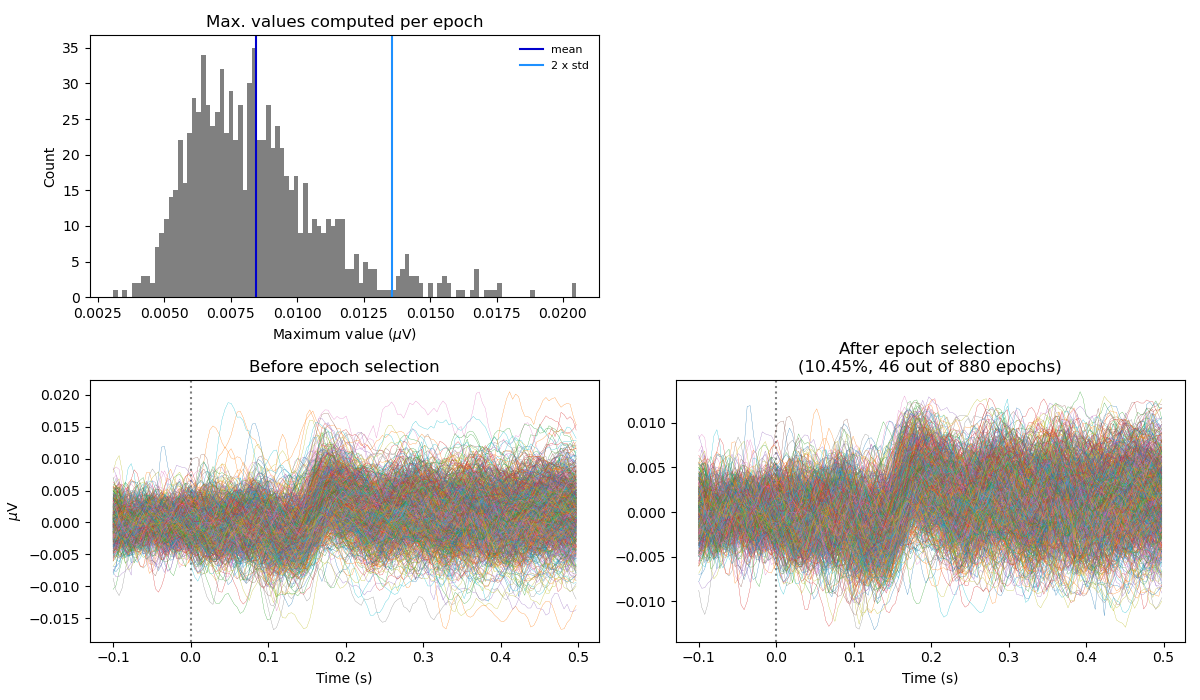 Max. values computed per epoch
35
30
25
20
15
10
5
0
Count
mean
2 x std
0.0025 0.0050 0.0075 0.0100 0.0125 0.0150 0.0175 0.0200
Maximum value (μV)
Before epoch selection
0.020
0.015
0.010
0.005
0.000
−0.005
−0.010
−0.015
μV
−0.1 0.0 0.1 0.2 0.3 0.4 0.5
Time (s)
After epoch selection
(10.45%, 46 out of 880 epochs)
0.010
0.005
0.000
−0.005
−0.010
−0.1 0.0 0.1 0.2 0.3 0.4 0.5
Time (s)